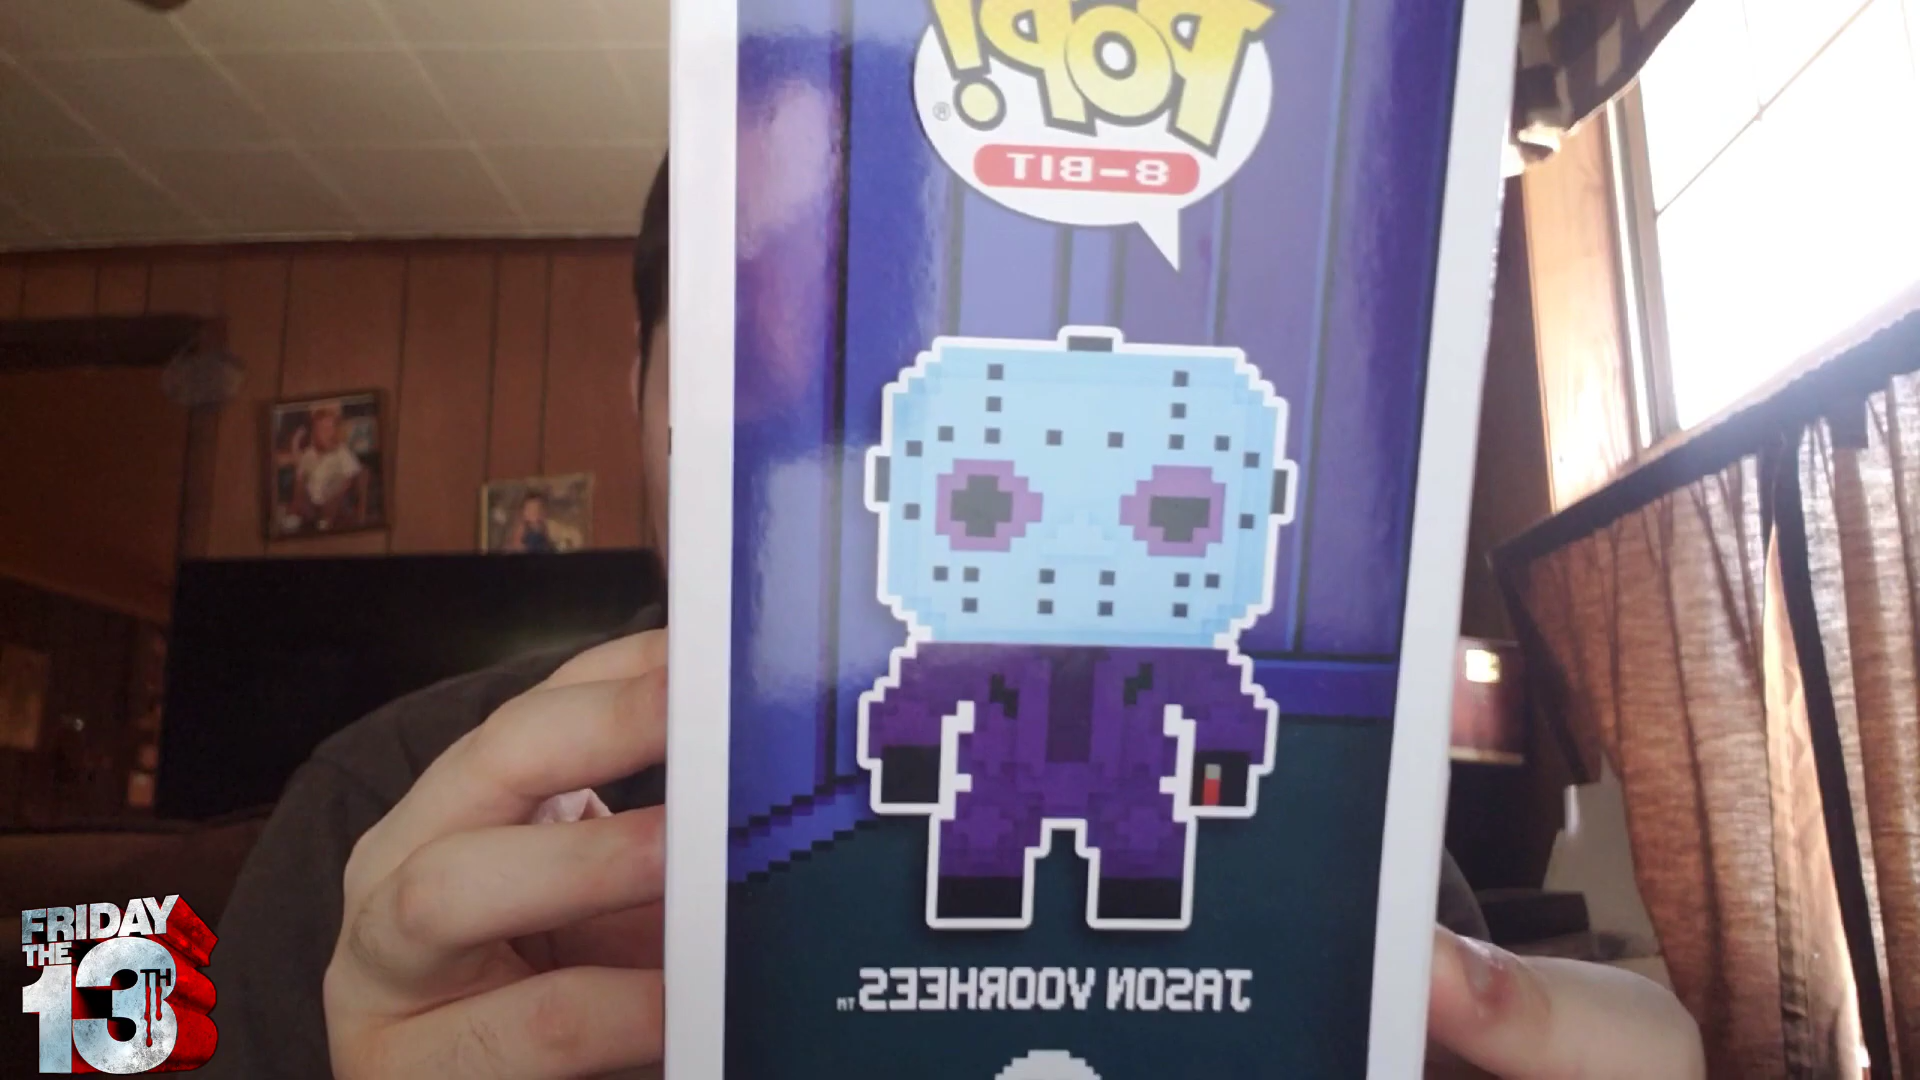 POP!
®
8-BIT
JASON VOORHEES™
FRIDAY
THE
13TH